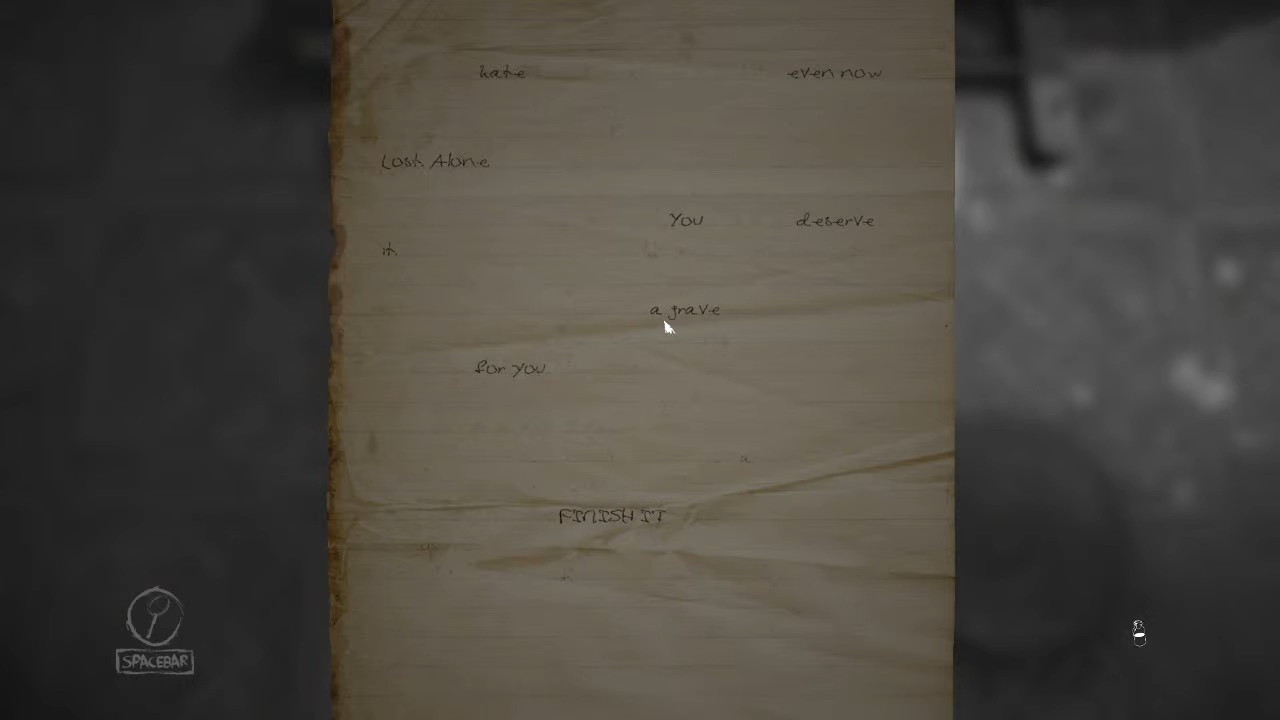 hate even now
Lost. Alone
You deserve
it.
a grave
for you
a
FINISH IT
SPACEBAR